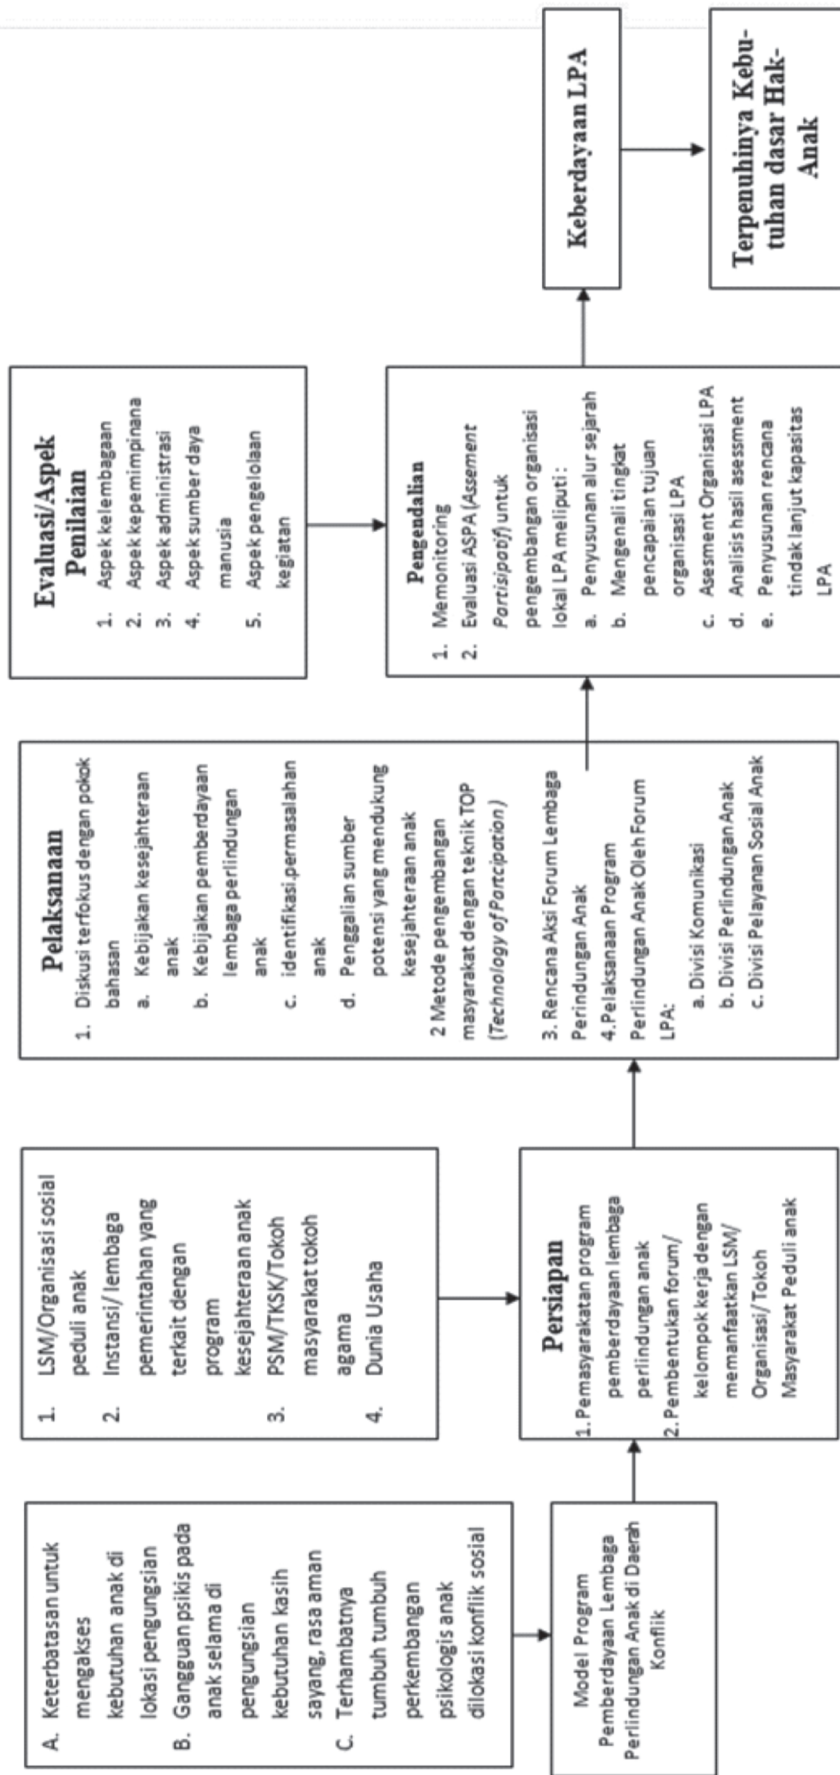 A. Keterbatasan untuk
mengakses
kebutuhan anak di
lokasi pengungsian
B. Gangguan psikis pada
anak selama di
pengungsian
kebutuhan kasih
sayang, rasa aman
C. Terhambatnya
tumbuh tumbuh
perkembangan
psikologis anak
dilokasi konflik sosial
Model Program
Pemberdayaan Lembaga
Perlindungan Anak di Daerah
Konflik
1. LSM/Organisasi sosial
peduli anak
2. Instansi/ lembaga
pemerintahan yang
terkait dengan
program
kesejahteraan anak
3. PSM/TKSK/Tokoh
masyarakat tokoh
agama
4. Dunia Usaha
Persiapan
1. Pemasyarakatan program
pemberdayaan lembaga
perlindungan anak
2. Pembentukan forum/
kelompok kerja dengan
memanfaatkan LSM/
Organisasi/ Tokoh
Masyarakat Peduli anak
Pelaksanaan
1. Diskusi terfokus dengan pokok
bahasan
a. Kebijakan kesejahteraan
anak
b. Kebijakan pemberdayaan
lembaga perlindungan
anak
c. identifikasi permasalahan
anak
d. Penggalian sumber
potensi yang mendukung
kesejahteraan anak
2 Metode pengembangan
masyarakat dengan teknik TOP
(Technology of Partcipation)
3. Rencana Aksi Forum Lembaga
Perindungan Anak
4.Pelaksanaan Program
Perlindungan Anak Oleh Forum
LPA:
a. Divisi Komunikasi
b. Divisi Perlindungan Anak
c. Divisi Pelayanan Sosial Anak
Evaluasi/Aspek
Penilaian
1. Aspek kelembagaan
2. Aspek kepemimpinana
3. Aspek administrasi
4. Aspek sumber daya
manusia
5. Aspek pengelolaan
kegiatan
Pengendalian
1. Memonitoring
2. Evaluasi ASPA (Assement
Partisipatif) untuk
pengembangan organisasi
lokal LPA meliputi :
a. Penyusunan alur sejarah
b. Mengenali tingkat
pencapaian tujuan
organisasi LPA
c. Asesment Organisasi LPA
d. Analisis hasil asessment
e. Penyusunan rencana
tindak lanjut kapasitas
LPA
Keberdayaan LPA
Terpenuhinya Kebu-
tuhan dasar Hak-
Anak